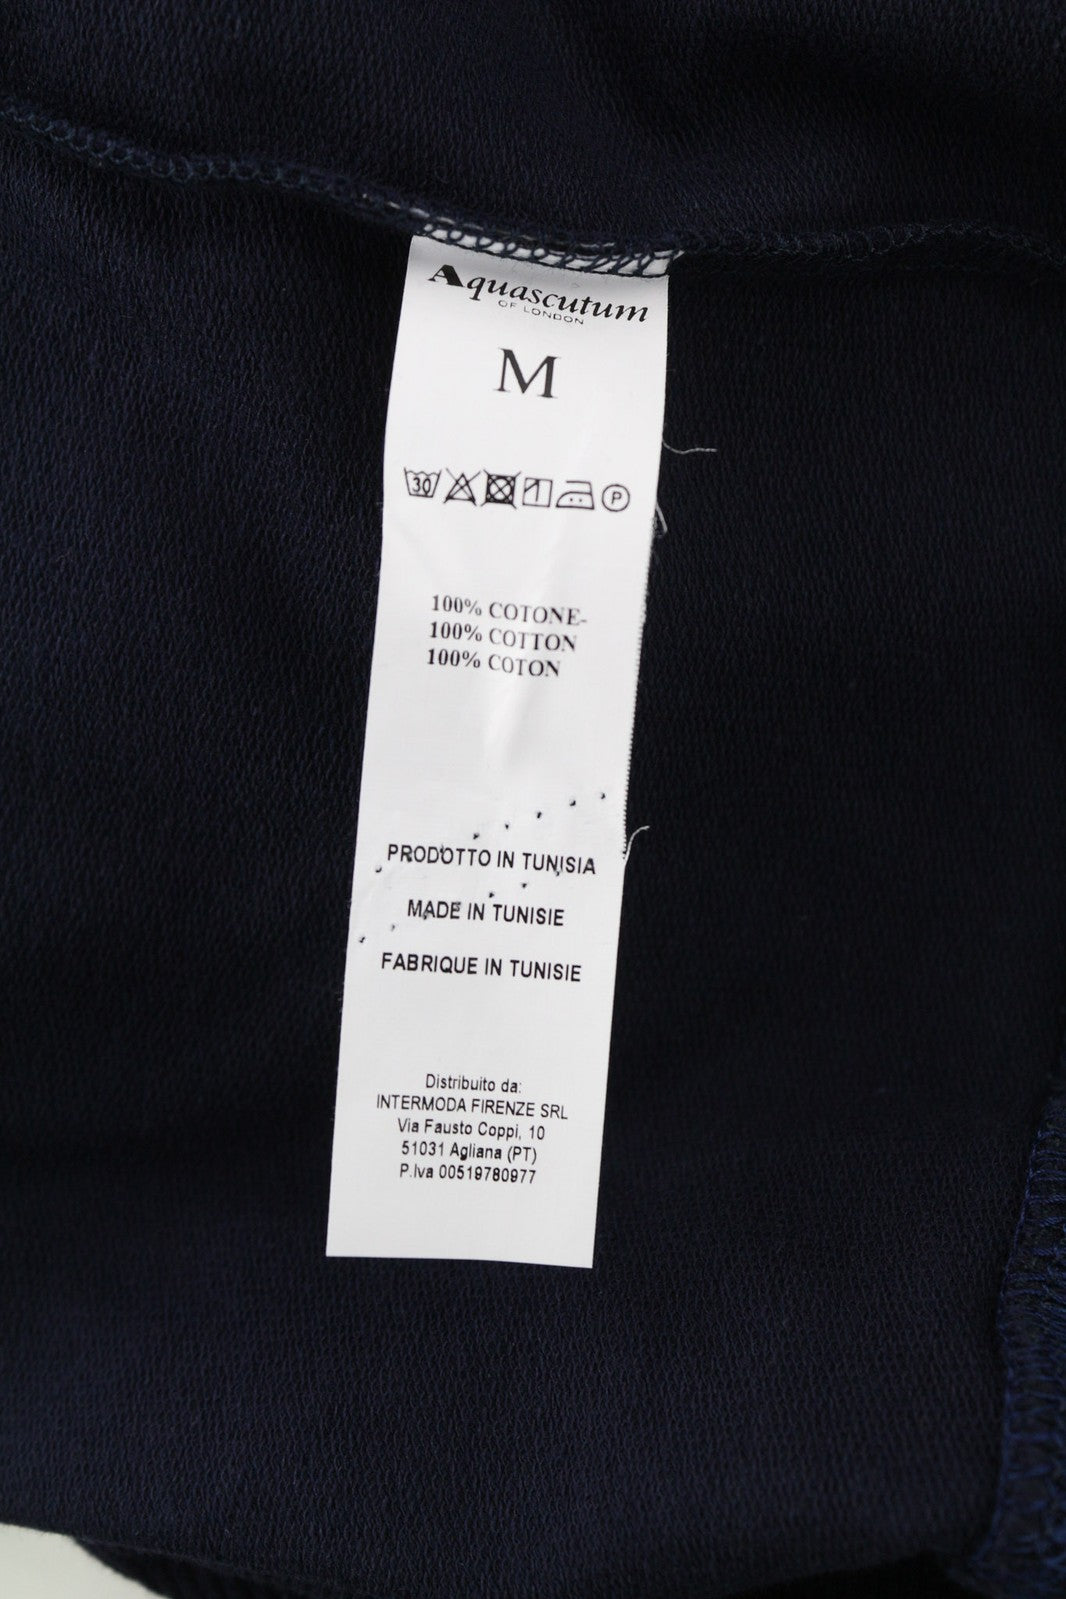 Aquascutum
OF LONDON
M
30 P
100% COTONE-
100% COTTON
100% COTON
PRODOTTO IN TUNISIA
MADE IN TUNISIE
FABRIQUE IN TUNISIE
Distribuito da:
INTERMODA FIRENZE SRL
Via Fausto Coppi, 10
51031 Agliana (PT)
P.Iva 00519780977